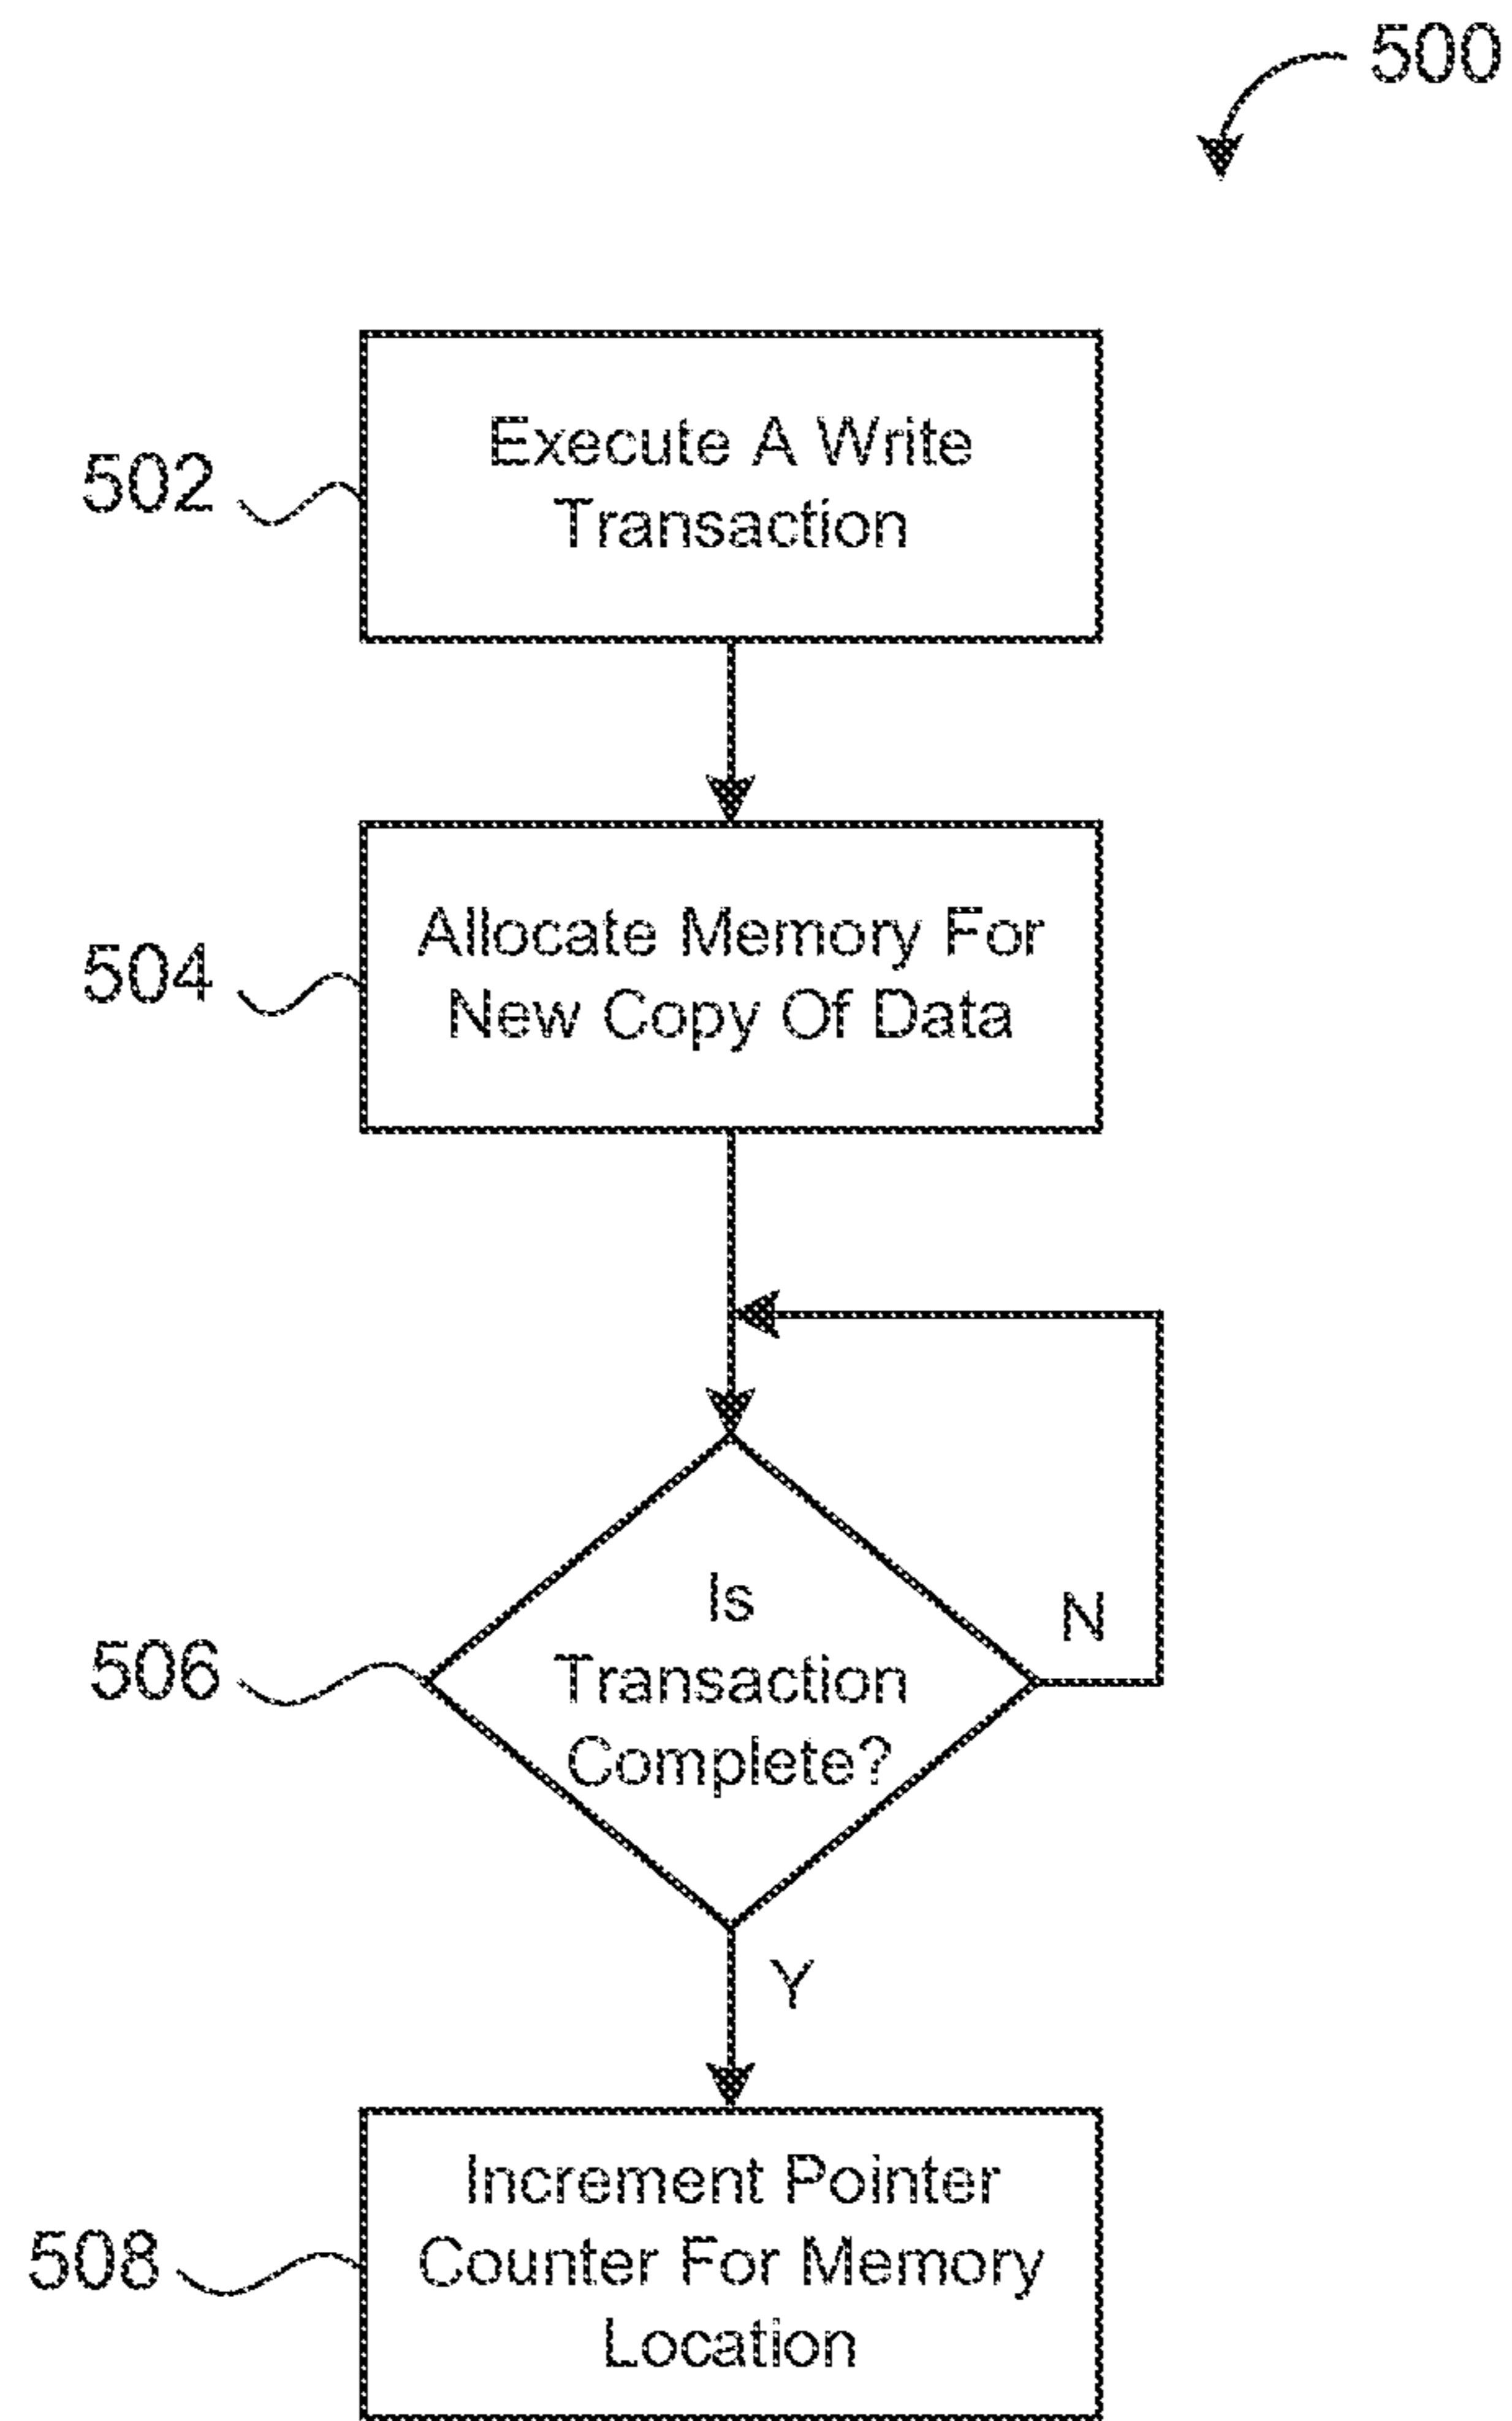 500
502
Execute A Write
Transaction
504
Allocate Memory For
New Copy Of Data
506
Is
Transaction
Complete?
N
Y
508
Increment Pointer
Counter For Memory
Location